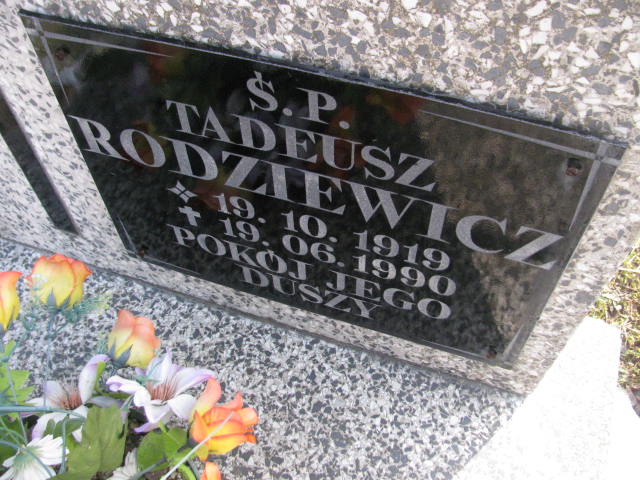 Ś.P.
TADEUSZ
RODZIEWICZ
19. 10. 1919
19. 06. 1990
POKÓJ JEGO
DUSZY